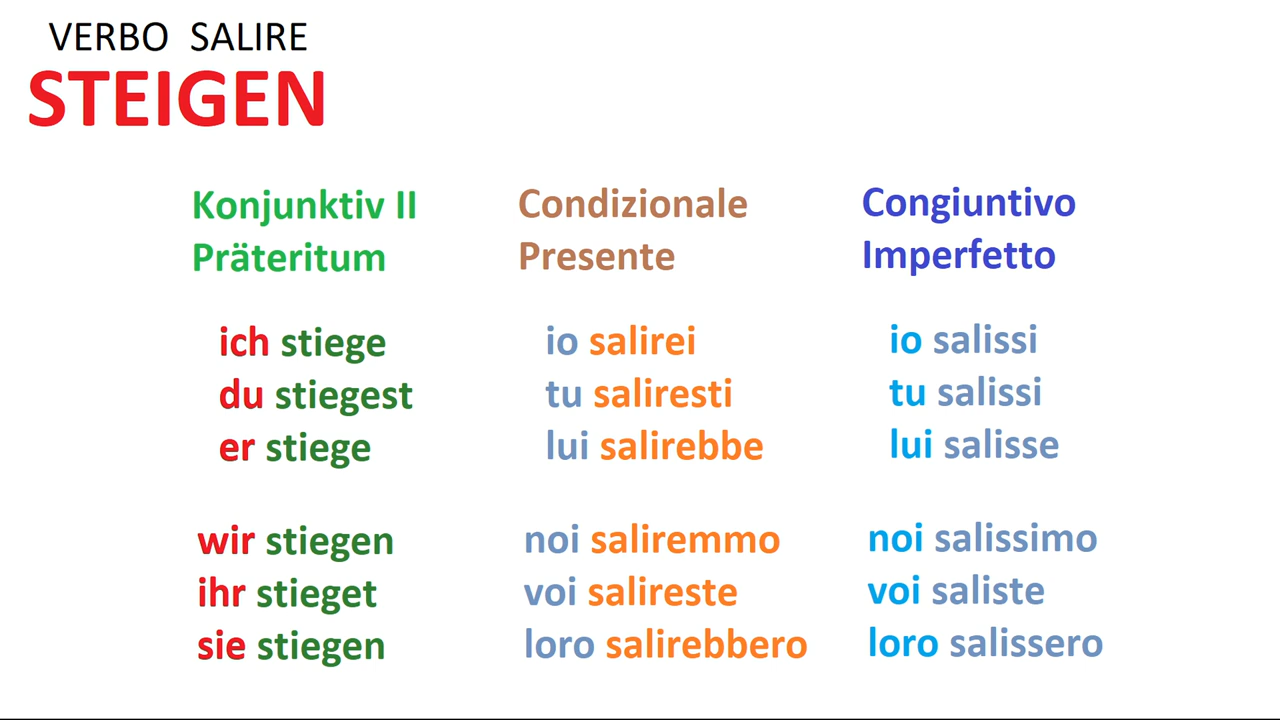 VERBO SALIRE
STEIGEN
Konjunktiv II
Präteritum
ich stiege
du stiegest
er stiege
wir stiegen
ihr stieget
sie stiegen
Condizionale
Presente
io salirei
tu saliresti
lui salirebbe
noi saliremmo
voi salireste
loro salirebbero
Congiuntivo
Imperfetto
io salissi
tu salissi
lui salisse
noi salissimo
voi saliste
loro salissero